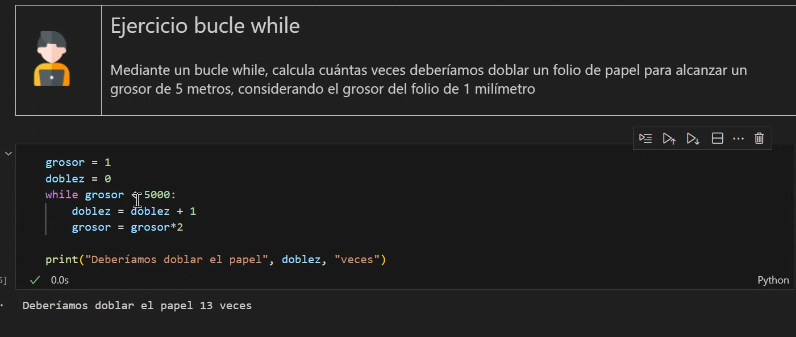 Ejercicio bucle while
Mediante un bucle while, calcula cuántas veces deberíamos doblar un folio de papel para alcanzar un
grosor de 5 metros, considerando el grosor del folio de 1 milímetro
grosor = 1
doblez = 0
while grosor < 5000:
doblez = doblez + 1
grosor = grosor*2
print("Deberíamos doblar el papel", doblez, "veces")
0.0s
Python
Deberíamos doblar el papel 13 veces